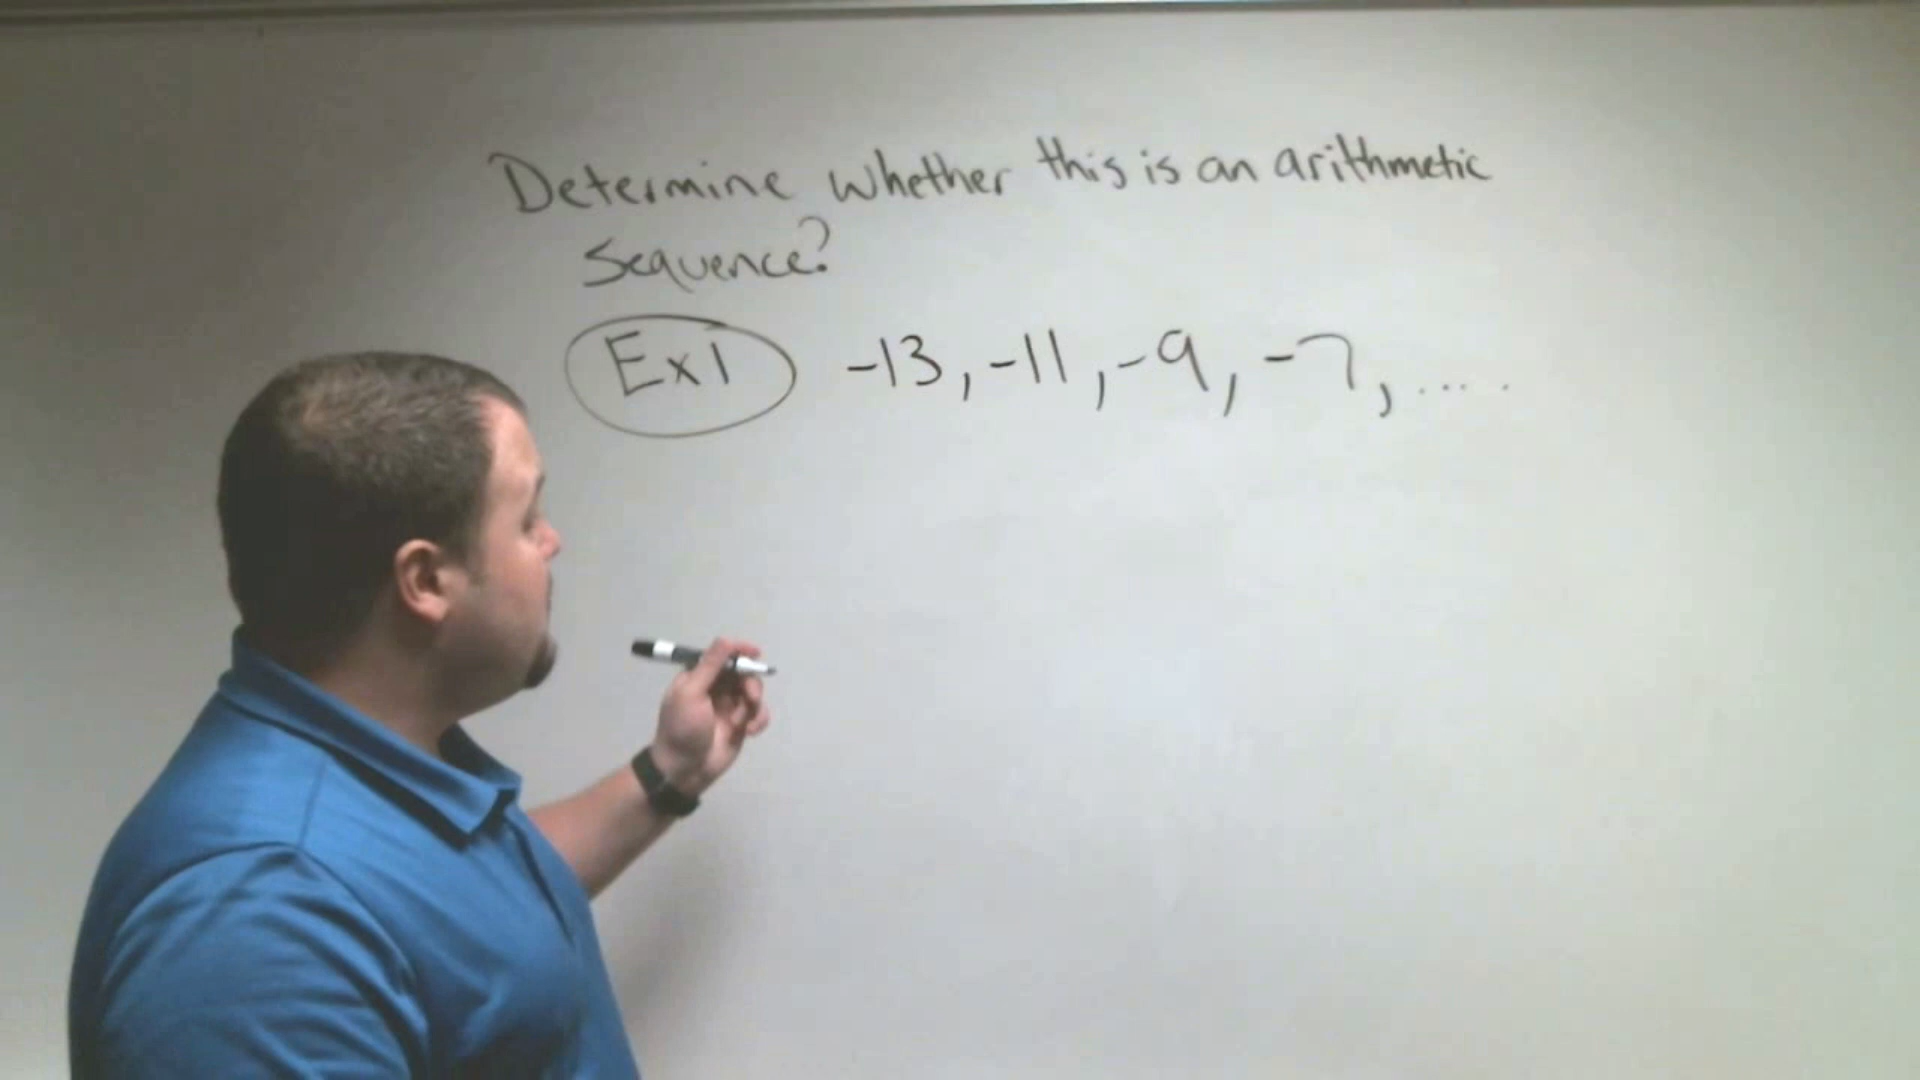 Determine whether this is an arithmetic
sequence?
Ex1 -13, -11, -9, -7, .....